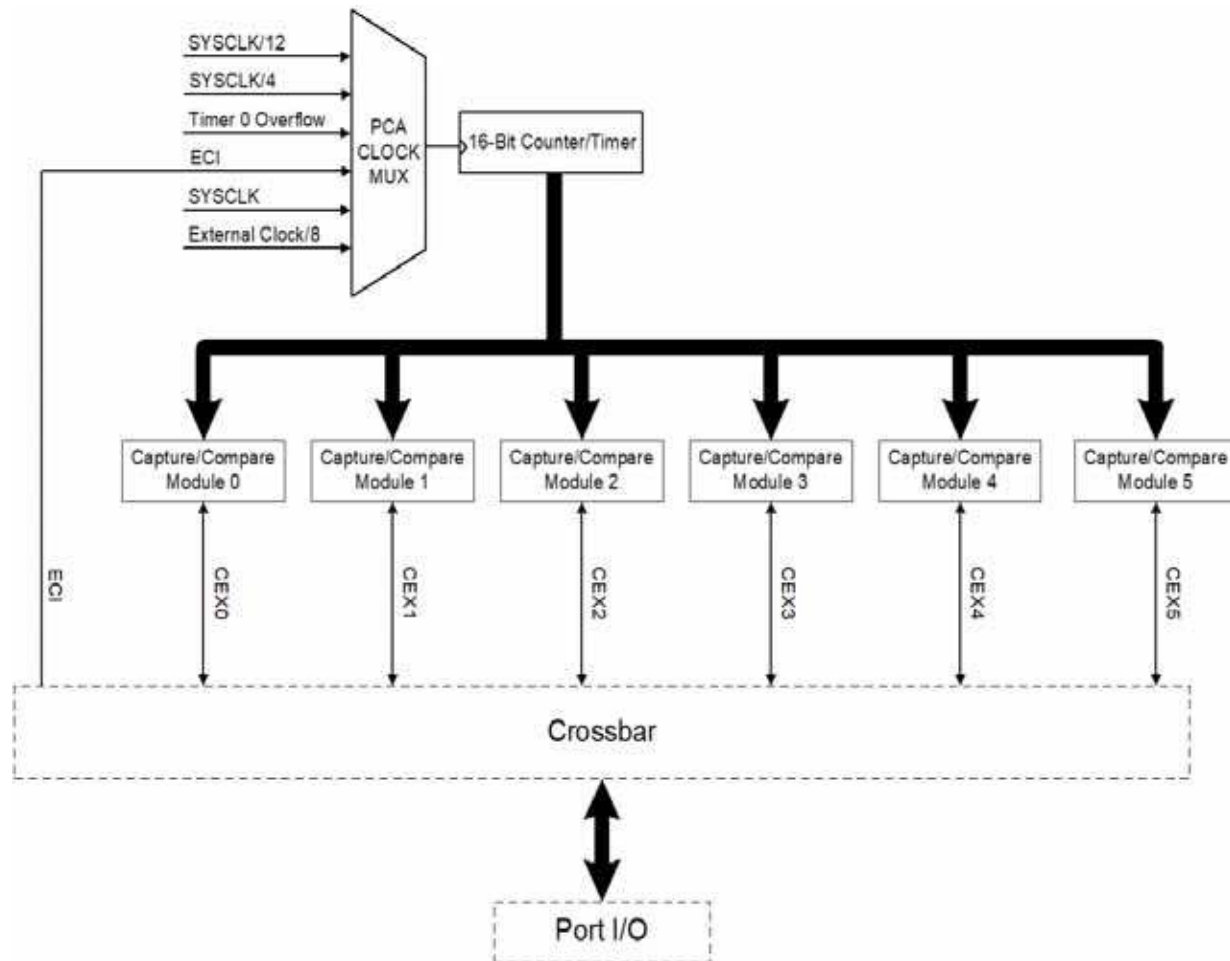 SYSCLK/12
SYSCLK/4
Timer 0 Overflow
ECI
SYSCLK
External Clock/8
PCA
CLOCK
MUX
16-Bit Counter/Timer
Capture/Compare
Module 0
Capture/Compare
Module 1
Capture/Compare
Module 2
Capture/Compare
Module 3
Capture/Compare
Module 4
Capture/Compare
Module 5
ECI
CEX0
CEX1
CEX2
CEX3
CEX4
CEX5
Crossbar
Port I/O